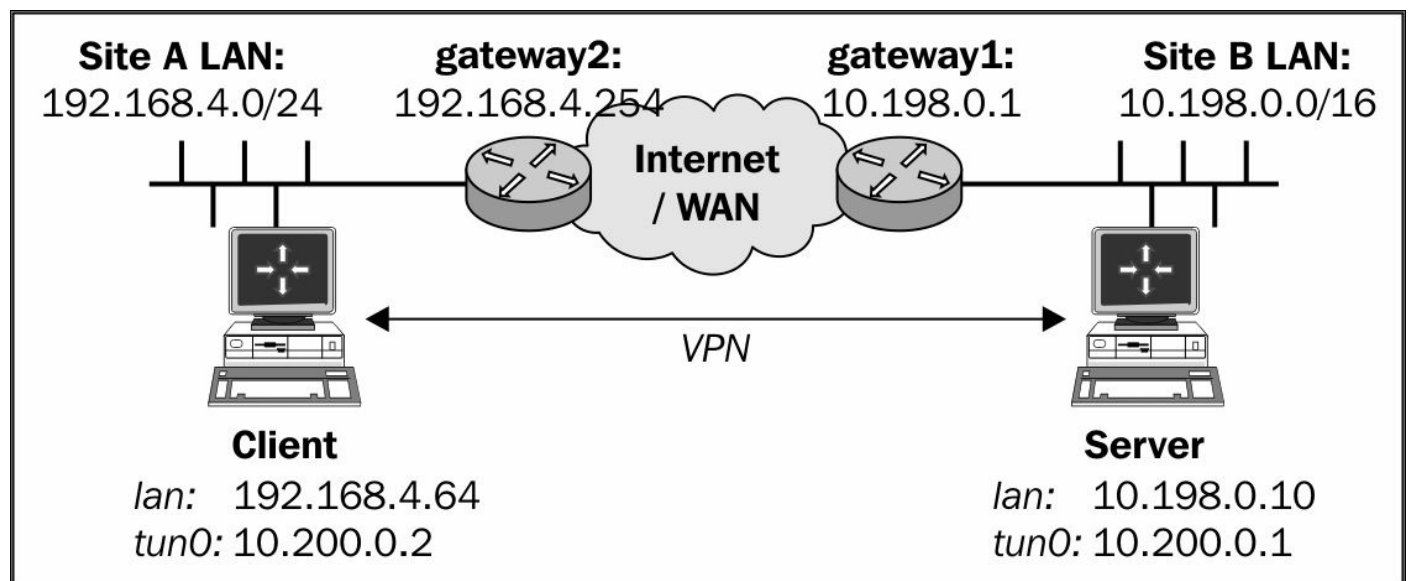 Site A LAN:
192.168.4.0/24
gateway2:
192.168.4.254
gateway1:
10.198.0.1
Site B LAN:
10.198.0.0/16
Internet
/ WAN
VPN
Client
lan: 192.168.4.64
tun0: 10.200.0.2
Server
lan: 10.198.0.10
tun0: 10.200.0.1